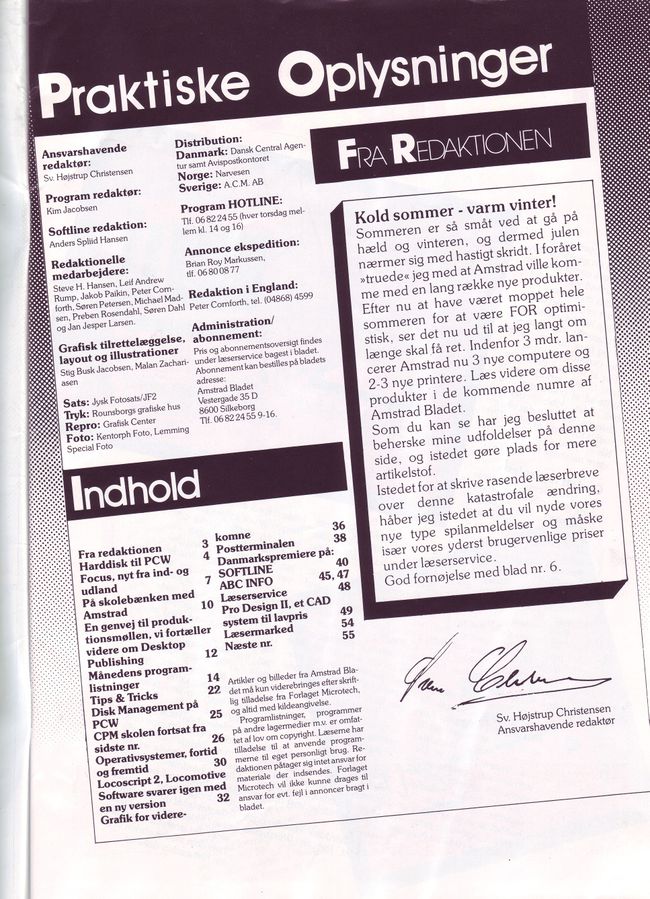 Praktiske Oplysninger
Ansvarshavende
redaktør:
Sv. Højstrup Christensen
Program redaktør:
Kim Jacobsen
Softline redaktion:
Anders Spliid Hansen
Redaktionelle
medarbejdere:
Steve H. Hansen, Leif Andrew
Rump, Jakob Paikin, Peter Com-
forth, Søren Petersen, Michael Mad-
sen, Preben Rosendahl, Søren Dahl
og Jan Jesper Larsen.
Grafisk tilrettelæggelse,
layout og illustrationer
Stig Busk Jacobsen, Malan Zachari-
asen
Sats: Jysk Fotosats/JF2
Tryk: Rounsborgs grafiske hus
Repro: Grafisk Center
Foto: Kentorph Foto, Lemming
Special Foto
Distribution:
Danmark: Dansk Central Agen-
tur samt Avispostkontoret
Norge: Narvesen
Sverige: A.C.M. AB
Program HOTLINE:
Tlf. 06 82 24 55 (hver torsdag mel-
lem kl. 14 og 16)
Annonce ekspedition:
Brian Roy Markussen,
tlf. 06 80 08 77
Redaktion i England:
Peter Comforth, tel. (04868) 4599
Administration/
abonnement:
Pris og abonnementsoversigt findes
under læserservice bagest i bladet.
Abonnement kan bestilles på bladets
adresse:
Amstrad Bladet
Vestergade 35 D
8600 Silkeborg
Tlf. 06 82 24 55 9-16.
FRA REDAKTIONEN
Kold sommer - varm vinter!
Sommeren er så småt ved at gå på
hæld og vinteren, og dermed julen
nærmer sig med hastigt skridt. I foråret
»truede« jeg med at Amstrad ville kom-
me med en lang række nye produkter.
Efter nu at have været moppet hele
sommeren for at være FOR optimi-
stisk, ser det nu ud til at jeg langt om
længe skal få ret. Indenfor 3 mdr. lan-
cerer Amstrad nu 3 nye computere og
2-3 nye printere. Læs videre om disse
produkter i de kommende numre af
Amstrad Bladet.
Som du kan se har jeg besluttet at
beherske mine udfoldelser på denne
side, og istedet gøre plads for mere
artikelstof.
Istedet for at skrive rasende læserbreve
over denne katastrofale ændring,
håber jeg istedet at du vil nyde vores
nye type spilanmeldelser og måske
især vores yderst brugervenlige priser
under læserservice.
God fornøjelse med blad nr. 6.
Sv. Højstrup Christensen
Ansvarshavende redaktør
Indhold
Fra redaktionen 3
Harddisk til PCW 4
Focus, nyt fra ind- og
udland 7
På skolebænken med
Amstrad 10
En genvej til produk-
tionsmøllen, vi fortæller
videre om Desktop
Publishing 12
Månedens program-
listninger 14
Tips & Tricks 22
Disk Management på
PCW 25
CPM skolen fortsat fra
sidste nr. 26
Operativsystemer, fortid
og fremtid 30
Locoscript 2, Locomotive
Software svarer igen med
en ny version 32
Grafik for videre-
komne 36
Postterminalen 38
Danmarkspremiere på:
SOFTLINE 40
ABC INFO 45, 47
Læserservice 48
Pro Design II, et CAD
system til lavpris 49
Læsermarked 54
Næste nr. 55
Artikler og billeder fra Amstrad Bla-
det må kun viderebringes efter skrift-
lig tilladelse fra Forlaget Microtech,
og altid med kildeangivelse.
Programlistninger, programmer
på andre lagermedier m.v. er omfat-
tet af lov om copyright. Læserne har
tilladelse til at anvende program-
merne til eget personligt brug. Re-
daktionen påtager sig intet ansvar for
materiale der indsendes. Forlaget
Microtech vil ikke kunne drages til
ansvar for evt. fejl i annoncer bragt i
bladet.